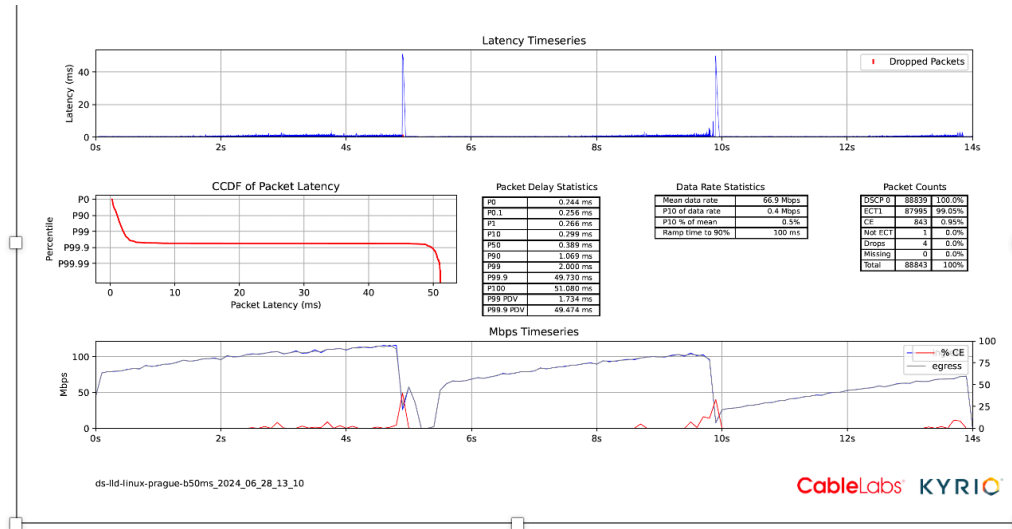 Latency Timeseries
Latency (ms)
40
20
0
Dropped Packets
0s 2s 4s 6s 8s 10s 12s 14s
CCDF of Packet Latency
Percentile
P0
P90
P99
P99.9
P99.99
0 10 20 30 40 50
Packet Latency (ms)
Packet Delay Statistics
P0 0.244 ms
P0.1 0.256 ms
P1 0.266 ms
P10 0.299 ms
P50 0.389 ms
P90 1.069 ms
P99 2.000 ms
P99.9 49.730 ms
P100 51.080 ms
P99 PDV 1.734 ms
P99.9 PDV 49.474 ms
Data Rate Statistics
Mean data rate 66.9 Mbps
P10 of data rate 0.4 Mbps
P10 % of mean 0.5%
Ramp time to 90% 100 ms
Packet Counts
DSCP 0 88839 100.0%
ECT1 87995 99.05%
CE 843 0.95%
Not ECT 1 0.0%
Drops 4 0.0%
Missing 0 0.0%
Total 88843 100%
Mbps Timeseries
Mbps
100
50
0
% CE
egress
100
75
50
25
0
0s 2s 4s 6s 8s 10s 12s 14s
ds-lld-linux-prague-b50ms_2024_06_28_13_10
CableLabs KYRIO